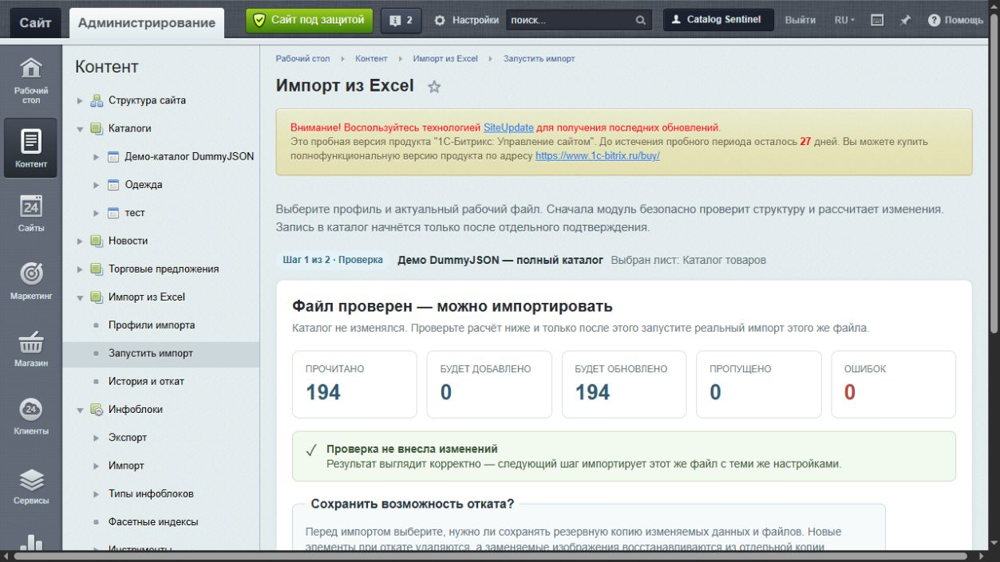 Сайт
Администрирование
Сайт под защитой
2
Настройки
поиск...
Catalog Sentinel
Выйти
RU
Помощь
Рабочий стол
Контент
24
Сайты
Маркетинг
Магазин
24
Клиенты
Сервисы
Контент
Структура сайта
Каталоги
Демо-каталог DummyJSON
Одежда
тест
Новости
Торговые предложения
Импорт из Excel
Профили импорта
Запустить импорт
История и откат
Инфоблоки
Экспорт
Импорт
Типы инфоблоков
Фасетные индексы
Инструменты
Рабочий стол
Контент
Импорт из Excel
Запустить импорт
Импорт из Excel
Внимание! Воспользуйтесь технологией SiteUpdate для получения последних обновлений.
Это пробная версия продукта "1С-Битрикс: Управление сайтом". До истечения пробного периода осталось 27 дней. Вы можете купить
полнофункциональную версию продукта по адресу https://www.1c-bitrix.ru/buy/
Выберите профиль и актуальный рабочий файл. Сначала модуль безопасно проверит структуру и рассчитает изменения.
Запись в каталог начнётся только после отдельного подтверждения.
Шаг 1 из 2 · Проверка
Демо DummyJSON — полный каталог
Выбран лист: Каталог товаров
Файл проверен — можно импортировать
Каталог не изменялся. Проверьте расчёт ниже и только после этого запустите реальный импорт этого же файла.
ПРОЧИТАНО
194
БУДЕТ ДОБАВЛЕНО
0
БУДЕТ ОБНОВЛЕНО
194
ПРОПУЩЕНО
0
ОШИБОК
0
Проверка не внесла изменений
Результат выглядит корректно — следующий шаг импортирует этот же файл с теми же настройками.
Сохранить возможность отката?
Перед импортом выберите, нужно ли сохранять резервную копию изменяемых данных и файлов. Новые
элементы при откате удаляются, а заменяемые изображения восстанавливаются из отдельной копии